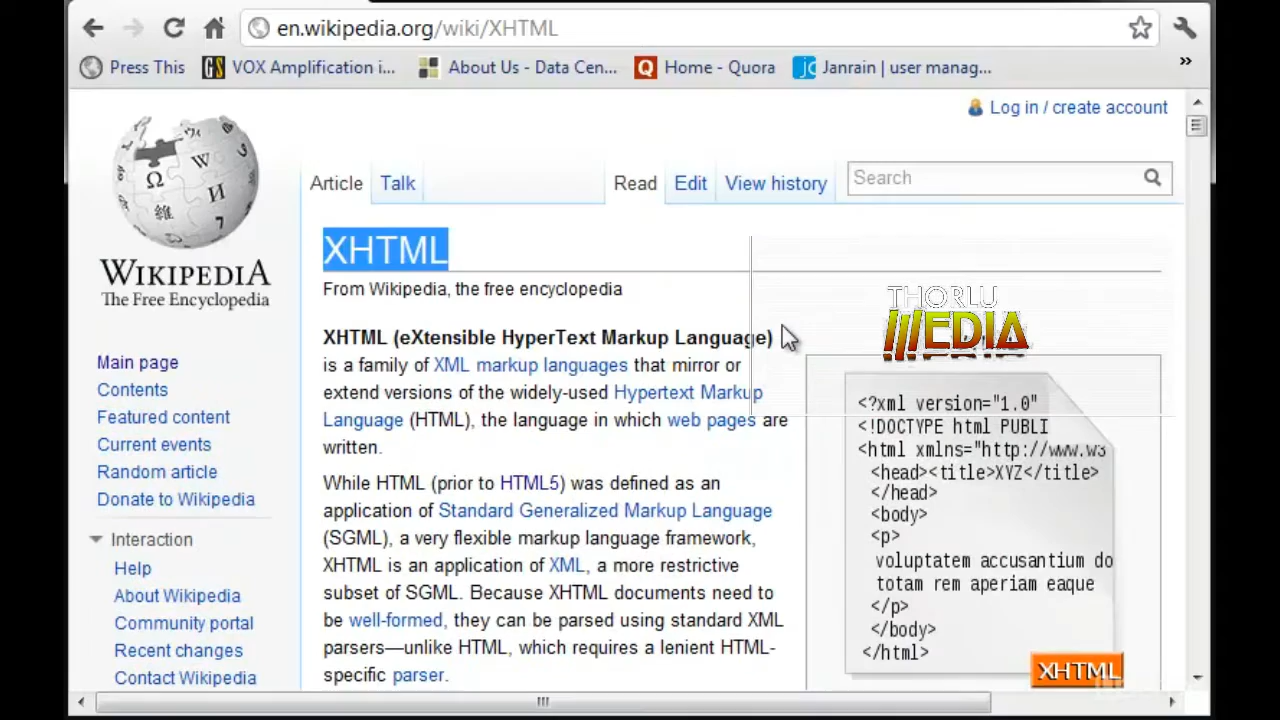 en.wikipedia.org/wiki/XHTML
Press This
VOX Amplification i...
About Us - Data Cen...
Home - Quora
Janrain | user manag...
»
Log in / create account
Article
Talk
Read
Edit
View history
Search
WIKIPEDIA
The Free Encyclopedia
Main page
Contents
Featured content
Current events
Random article
Donate to Wikipedia
Interaction
Help
About Wikipedia
Community portal
Recent changes
Contact Wikipedia
XHTML
From Wikipedia, the free encyclopedia
XHTML (eXtensible HyperText Markup Language)
is a family of XML markup languages that mirror or
extend versions of the widely-used Hypertext Markup
Language (HTML), the language in which web pages are
written.
While HTML (prior to HTML5) was defined as an
application of Standard Generalized Markup Language
(SGML), a very flexible markup language framework,
XHTML is an application of XML, a more restrictive
subset of SGML. Because XHTML documents need to
be well-formed, they can be parsed using standard XML
parsers—unlike HTML, which requires a lenient HTML-
specific parser.
THORLU
MEDIA
<?xml version="1.0"
<!DOCTYPE html PUBLI
<html xmlns="http://www.w3
<head><title>XYZ</title>
</head>
<body>
<p>
voluptatem accusantium do
totam rem aperiam eaque
</p>
</body>
</html>
XHTML